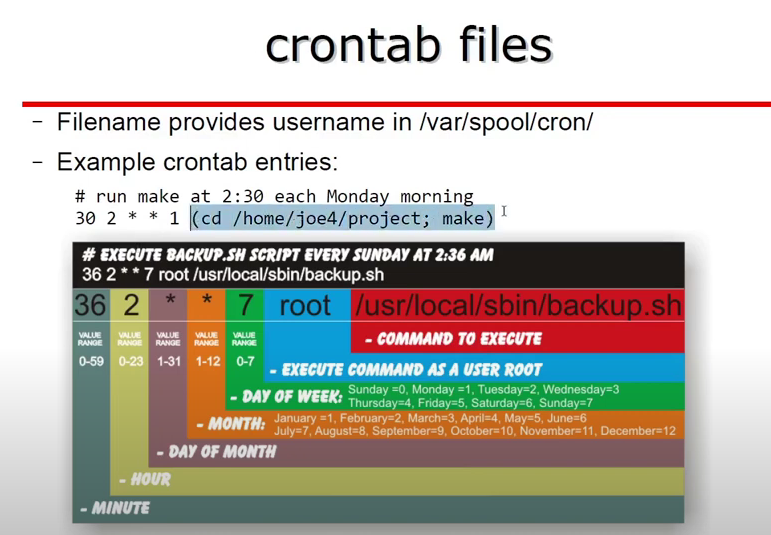 crontab files
– Filename provides username in /var/spool/cron/
– Example crontab entries:
# run make at 2:30 each Monday morning
30 2 * * 1 (cd /home/joe4/project; make)
# EXECUTE BACKUP.SH SCRIPT EVERY SUNDAY AT 2:36 AM
36 2 * * 7 root /usr/local/sbin/backup.sh
36 2 * * 7 root /usr/local/sbin/backup.sh
VALUE VALUE VALUE VALUE VALUE
RANGE RANGE RANGE RANGE RANGE
0-59 0-23 1-31 1-12 0-7
- COMMAND TO EXECUTE
- EXECUTE COMMAND AS A USER ROOT
- DAY OF WEEK: Sunday =0, Monday =1, Tuesday=2, Wednesday=3
Thursday=4, Friday=5, Saturday=6, Sunday=7
- MONTH: January =1, February=2, March=3, April=4, May=5, June=6
July=7, August=8, September=9, October=10, November=11, December=12
- DAY OF MONTH
- HOUR
- MINUTE